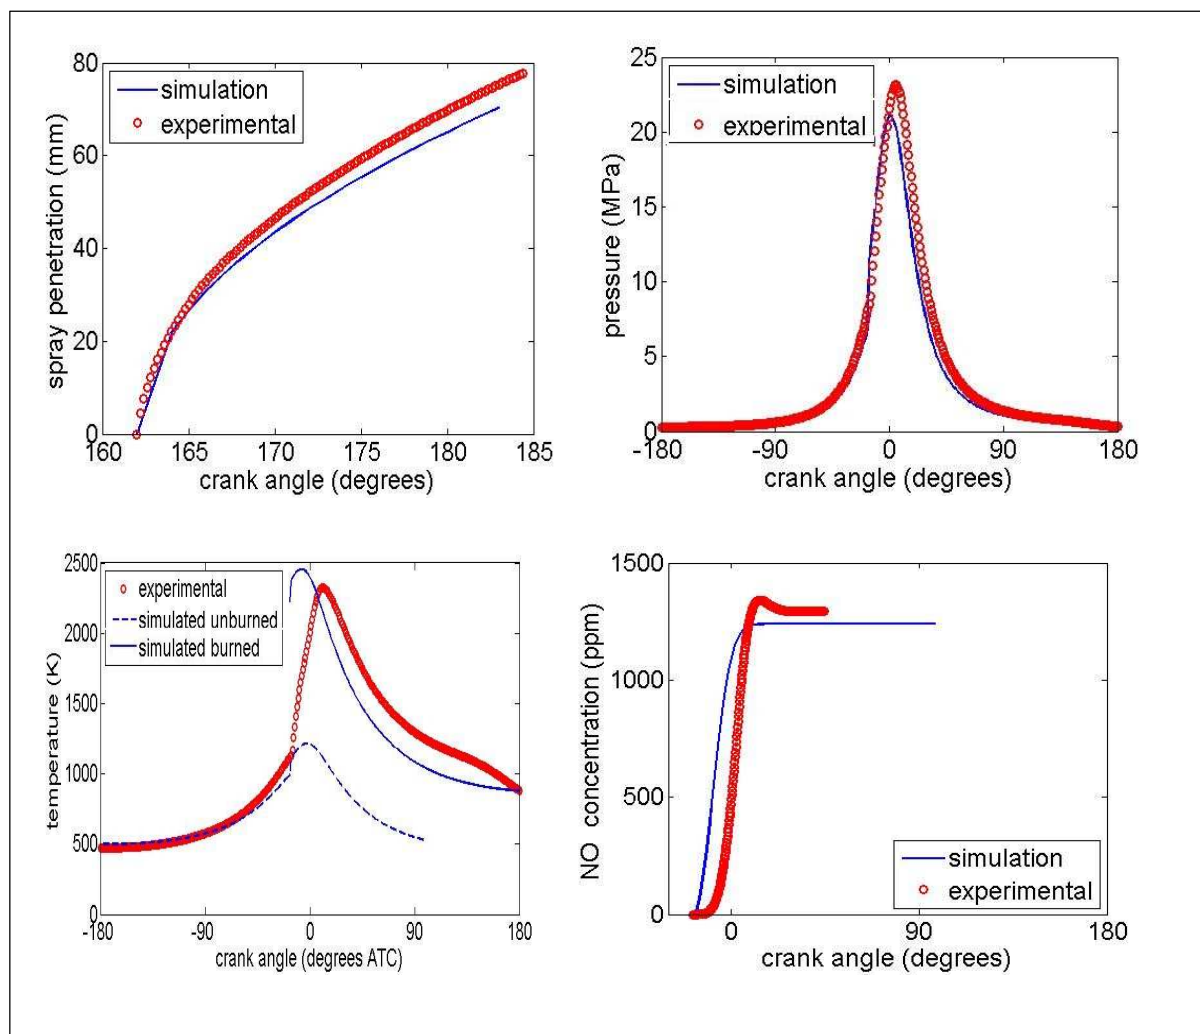 80
60
40
20
0
160
165
170
175
180
185
simulation
experimental
spray penetration (mm)
crank angle (degrees)
25
20
15
10
5
0
-180
-90
0
90
180
simulation
experimental
pressure (MPa)
crank angle (degrees)
2500
2000
1500
1000
500
0
-180
-90
0
90
180
experimental
simulated unburned
simulated burned
temperature (K)
crank angle (degrees ATC)
1500
1000
500
0
0
90
180
simulation
experimental
NO concentration (ppm)
crank angle (degrees)